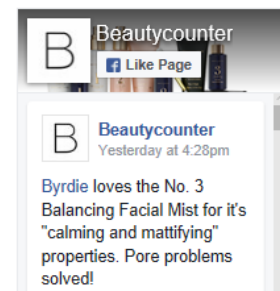 B
Beautycounter
f Like Page
B
Beautycounter
Yesterday at 4:28pm
Byrdie loves the No. 3
Balancing Facial Mist for it's
"calming and mattifying"
properties. Pore problems
solved!